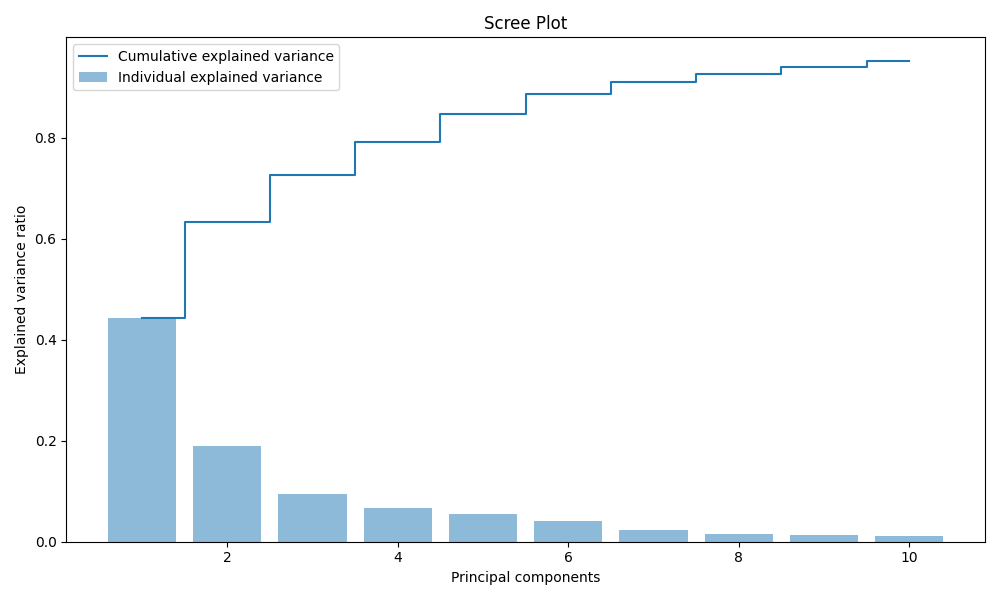 Scree Plot
Cumulative explained variance
Individual explained variance
Explained variance ratio
0.8
0.6
0.4
0.2
0.0
2 4 6 8 10
Principal components